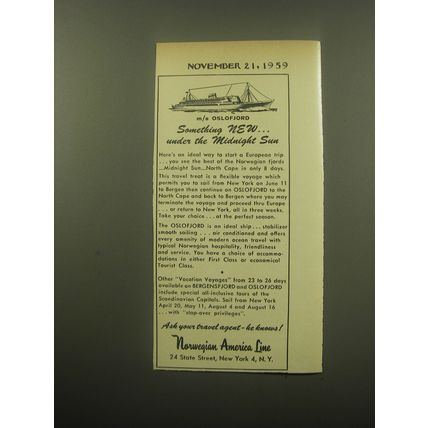 NOVEMBER 21, 1959
m/s OSLOFJORD
Something NEW...
under the Midnight Sun
Here's an ideal way to start a European trip
...you see the best of the Norwegian fjords
...Midnight Sun...North Cape in only 8 days.
This travel treat is a flexible voyage which
permits you to sail from New York on June 11
to Bergen then continue on OSLOFJORD to the
North Cape and back to Bergen where you may
terminate the voyage and proceed thru Europe
...or return to New York, all in three weeks.
Take your choice...at the perfect season.
The OSLOFJORD is an ideal ship...stabilizer
smooth sailing...air conditioned and offers
every amenity of modern ocean travel with
typical Norwegian hospitality, friendliness
and service. You have a choice of accommo-
dations in either First Class or economical
Tourist Class.
Other "Vacation Voyages" from 23 to 26 days
available on BERGENSFJORD and OSLOFJORD
include special all-inclusive tours of the
Scandinavian Capitals. Sail from New York
April 20, May 11, August 4 and August 16
...with "stop-over privileges".
Ask your travel agent-he knows!
Norwegian America Line
24 State Street, New York 4, N. Y.